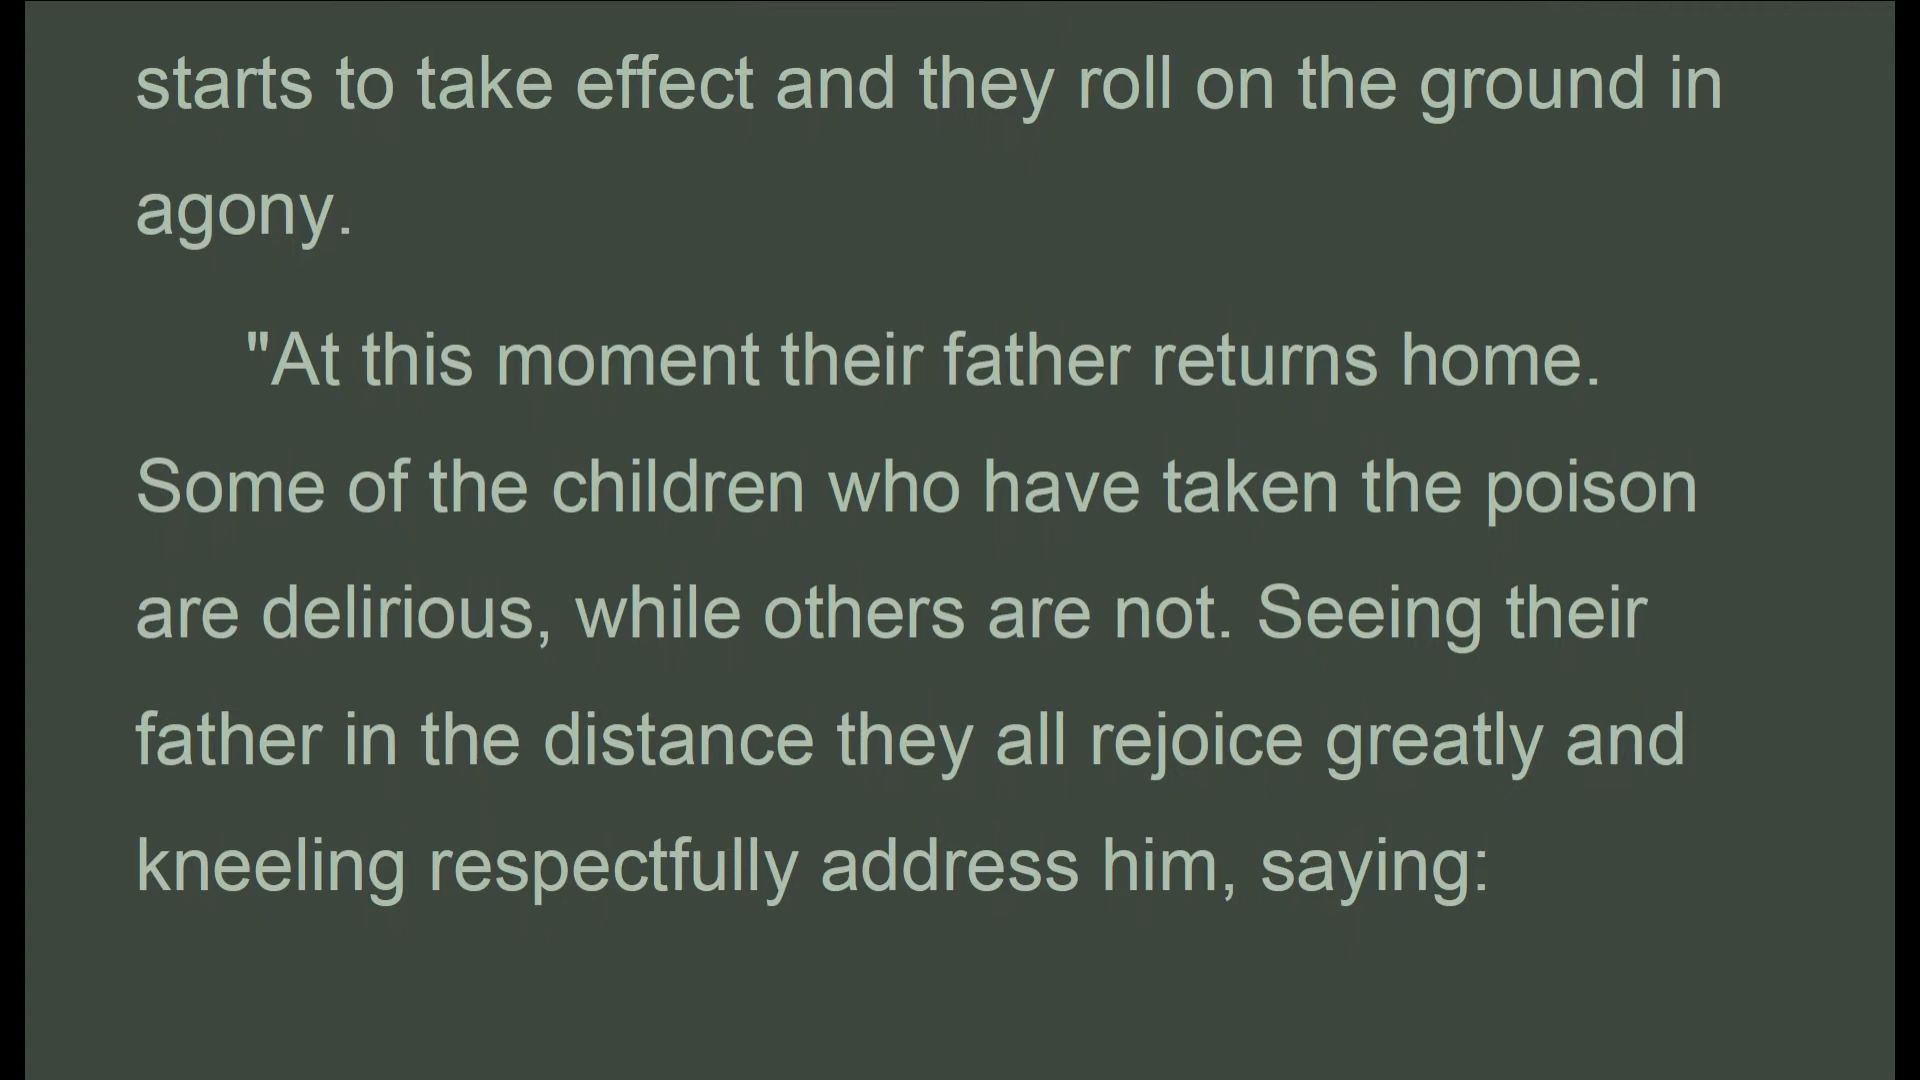 starts to take effect and they roll on the ground in
agony.
"At this moment their father returns home.
Some of the children who have taken the poison
are delirious, while others are not. Seeing their
father in the distance they all rejoice greatly and
kneeling respectfully address him, saying: